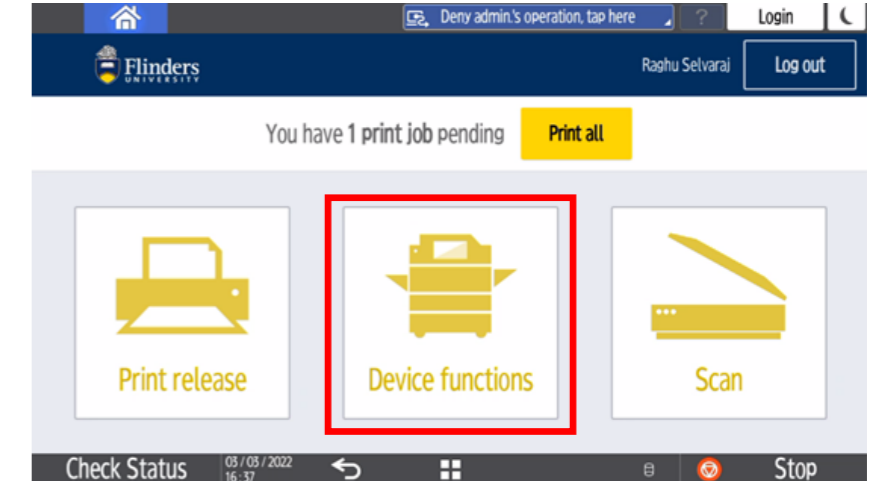 Deny admin.'s operation, tap here
?
Login
Flinders
UNIVERSITY
Raghu Selvaraj
Log out
You have 1 print job pending
Print all
Print release
Device functions
Scan
Check Status
03 / 03 / 2022
16 : 37
Stop